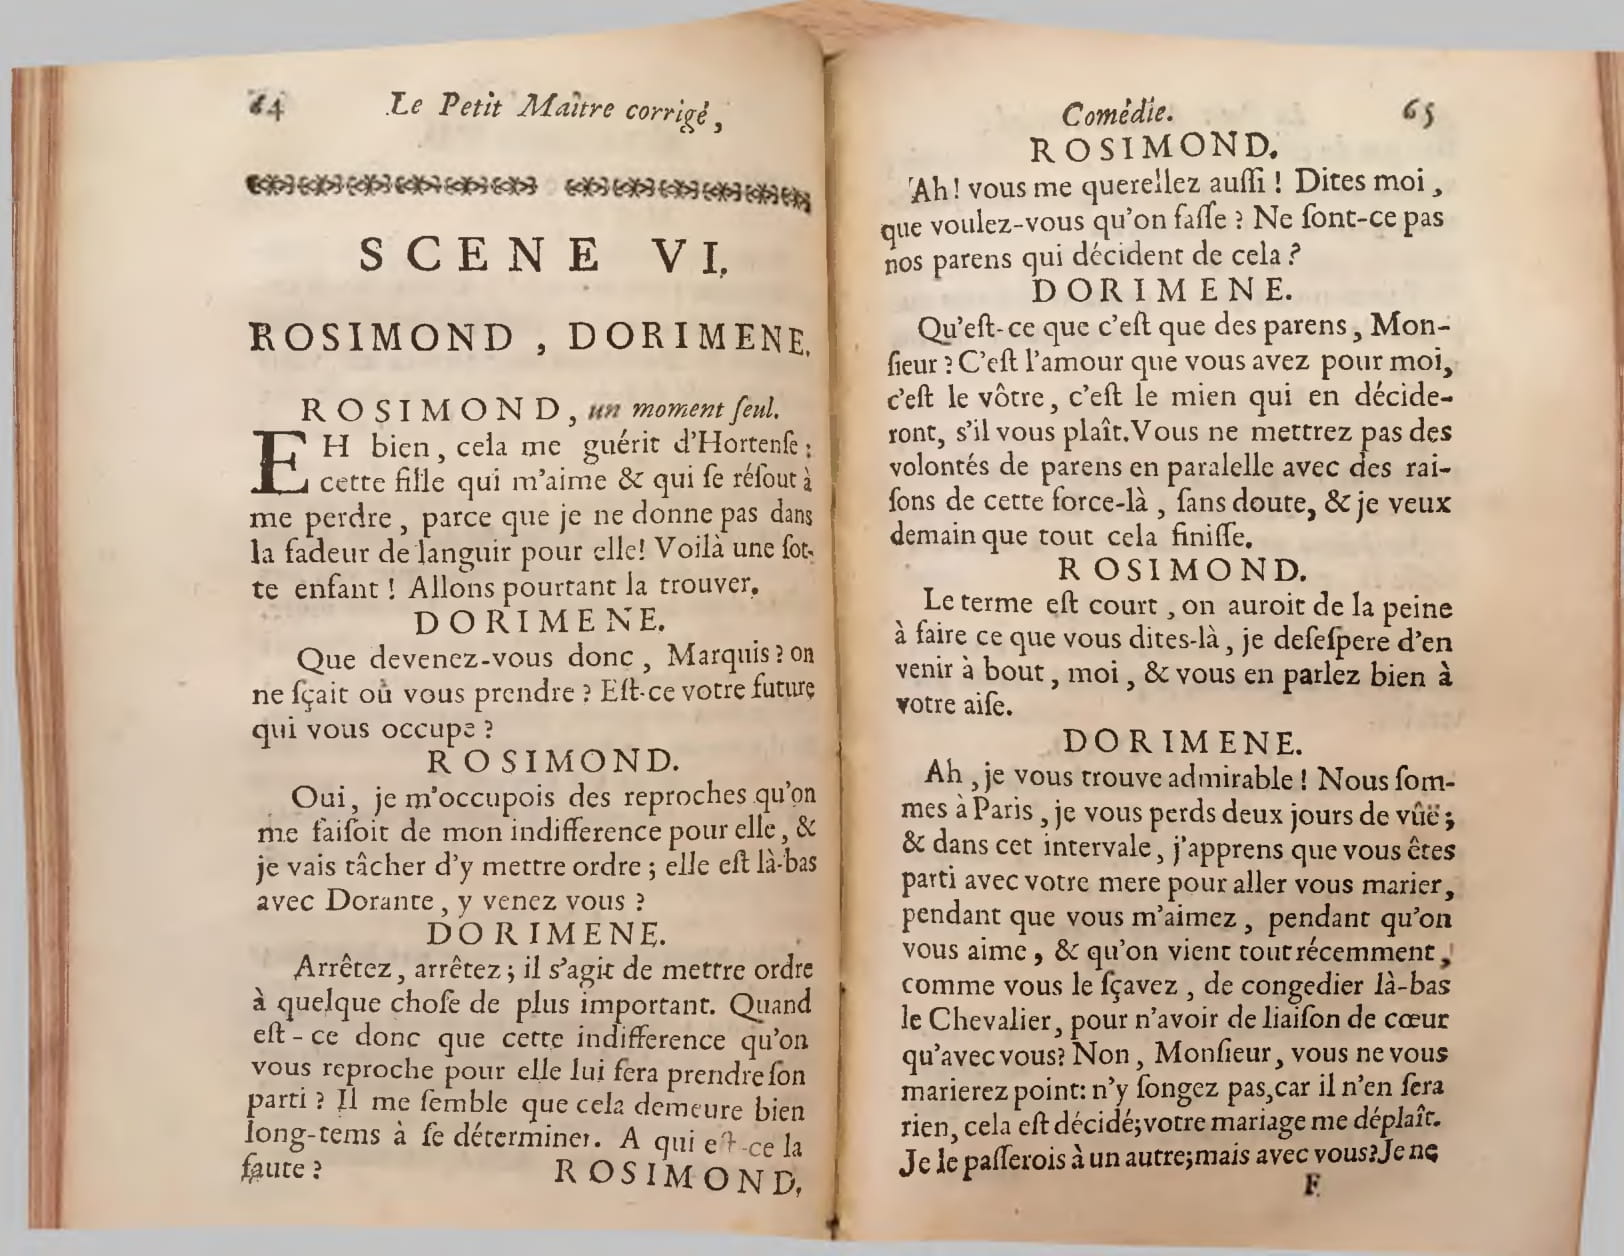 64 Le Petit Maître corrigé,
SCENE VI.
ROSIMOND, DORIMENE.
ROSIMOND, un moment ſeul.
EH bien, cela me guérit d'Hortenſe;
cette fille qui m'aime & qui ſe réſout à
me perdre, parce que je ne donne pas dans
la fadeur de languir pour elle! Voilà une ſot-
te enfant ! Allons pourtant la trouver.
DORIMENE.
Que devenez-vous donc, Marquis ? on
ne ſçait où vous prendre ? Eſt-ce votre future
qui vous occupe ?
ROSIMOND.
Oui, je m'occupois des reproches qu'on
me faiſoit de mon indifference pour elle, &
je vais tâcher d'y mettre ordre ; elle eſt là-bas
avec Dorante, y venez vous ?
DORIMENE.
Arrêtez, arrêtez ; il s'agit de mettre ordre
à quelque choſe de plus important. Quand
eſt-ce donc que cette indifference qu'on
vous reproche pour elle lui fera prendre ſon
parti ? Il me ſemble que cela demeure bien
long-tems à ſe déterminer. A qui eſt-ce la
faute ? ROSIMOND,
Comédie. 65
ROSIMOND.
Ah ! vous me querellez auſſi ! Dites moi,
que voulez-vous qu'on faſſe ? Ne ſont-ce pas
nos parens qui décident de cela ?
DORIMENE.
Qu'eſt-ce que c'eſt que des parens, Mon-
ſieur ? C'eſt l'amour que vous avez pour moi,
c'eſt le vôtre, c'eſt le mien qui en décide-
ront, s'il vous plaît. Vous ne mettrez pas des
volontés de parens en paralelle avec des rai-
ſons de cette force-là, ſans doute, & je veux
demain que tout cela finiſſe.
ROSIMOND.
Le terme eſt court, on auroit de la peine
à faire ce que vous dites-là, je deſeſpere d'en
venir à bout, moi, & vous en parlez bien à
votre aiſe.
DORIMENE.
Ah, je vous trouve admirable ! Nous ſom-
mes à Paris, je vous perds deux jours de vûë ;
& dans cet intervale, j'apprens que vous êtes
parti avec votre mere pour aller vous marier,
pendant que vous m'aimez, pendant qu'on
vous aime, & qu'on vient tout récemment,
comme vous le ſçavez, de congedier là-bas
le Chevalier, pour n'avoir de liaiſon de cœur
qu'avec vous ? Non, Monſieur, vous ne vous
marierez point : n'y ſongez pas, car il n'en ſera
rien, cela eſt décidé; votre mariage me déplaît.
Je le paſſerois à un autre; mais avec vous ? Je ne
F